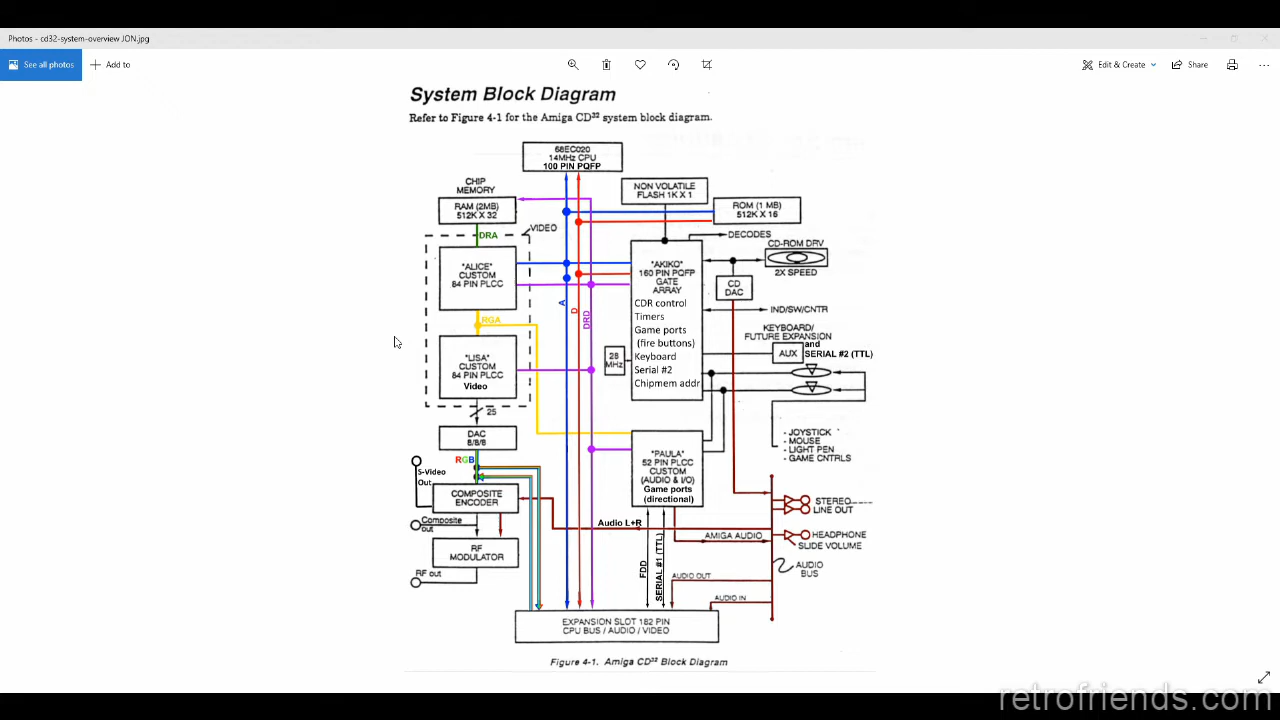 Photos - cd32-system-overview JON.jpg
See all photos
Add to
Edit & Create
Share
System Block Diagram
Refer to Figure 4-1 for the Amiga CD32 system block diagram.
68EC020
14MHz CPU
100 PIN PQFP
CHIP
MEMORY
RAM (2MB)
512K X 32
NON VOLATILE
FLASH 1K X 1
ROM (1 MB)
512K X 16
VIDEO
DRA
DECODES
CD-ROM DRV
2X SPEED
"ALICE"
CUSTOM
84 PIN PLCC
"AKIKO"
160 PIN PQFP
GATE
ARRAY
CDR control
Timers
Game ports
(fire buttons)
Keyboard
Serial #2
Chipmem addr
CD
DAC
A
D
DRD
IND/SW/CNTR
RGA
KEYBOARD/
FUTURE EXPANSION
AUX
and
SERIAL #2 (TTL)
28
MHz
"LISA"
CUSTOM
84 PIN PLCC
Video
25
DAC
8/8/8
RGB
- JOYSTICK
- MOUSE
- LIGHT PEN
- GAME CNTRLS
"PAULA"
52 PIN PLCC
CUSTOM
(AUDIO & I/O)
Game ports
(directional)
S-Video
Out
COMPOSITE
ENCODER
Composite
out
RF
MODULATOR
RF out
Audio L+R
STEREO
LINE OUT
AMIGA AUDIO
HEADPHONE
SLIDE VOLUME
AUDIO
BUS
FDD
SERIAL #1 (TTL)
AUDIO OUT
AUDIO IN
EXPANSION SLOT 182 PIN
CPU BUS / AUDIO / VIDEO
Figure 4-1. Amiga CD32 Block Diagram
retrofriends.com